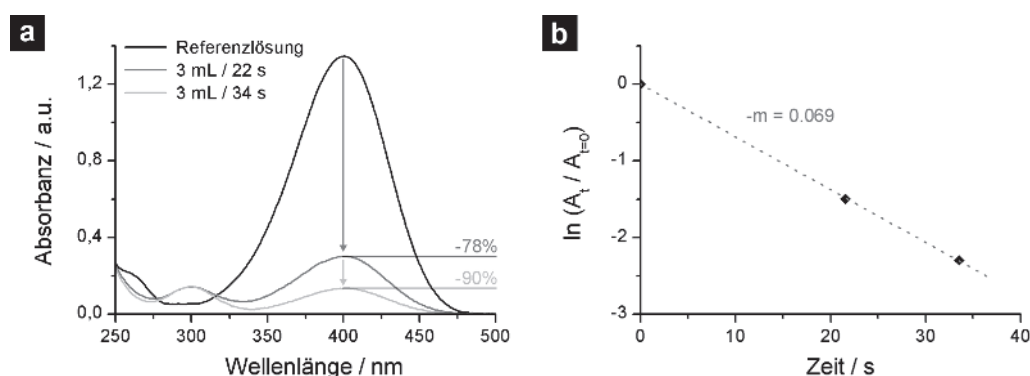 a
Referenzlösung
3 mL / 22 s
3 mL / 34 s
1,2
0,8
0,4
0,0
Absorbanz / a.u.
-78%
-90%
250
300
350
400
450
500
Wellenlänge / nm
b
0
-1
-2
-3
ln (A_t / A_t=0)
-m = 0.069
0
10
20
30
40
Zeit / s